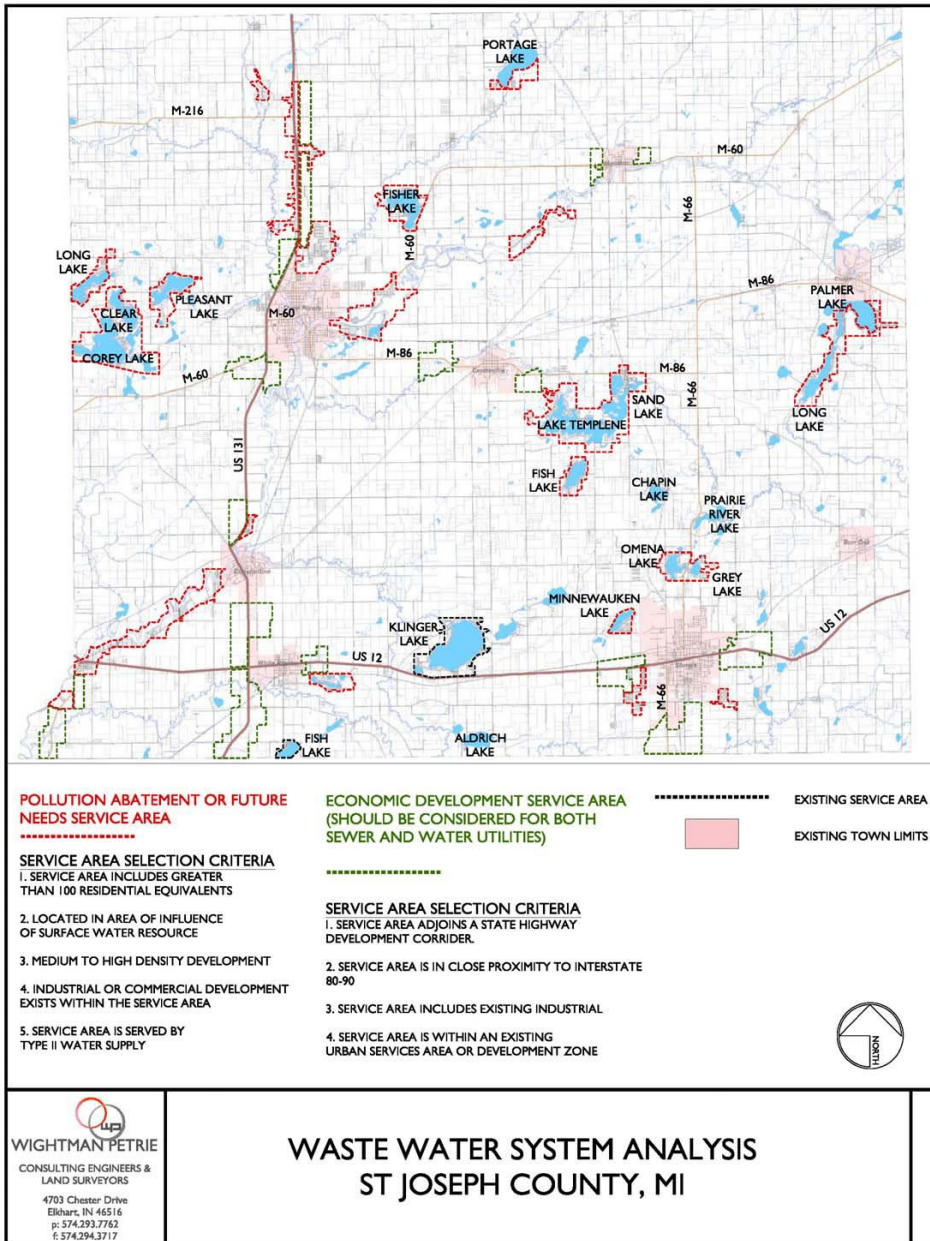 PORTAGE
LAKE
M-216
M-60
FISHER
LAKE
M-66
M-60
LONG
LAKE
PLEASANT
LAKE
CLEAR
LAKE
COREY LAKE
M-60
M-86
PALMER
LAKE
M-60
M-86
M-86
M-66
SAND
LAKE
LAKE TEMPLENE
LONG
LAKE
US 131
FISH
LAKE
CHAPIN
LAKE
PRAIRIE
RIVER
LAKE
OMENA
LAKE
GREY
LAKE
MINNEWAUKEN
LAKE
KLINGER
LAKE
US 12
US 12
M-66
FISH
LAKE
ALDRICH
LAKE
POLLUTION ABATEMENT OR FUTURE
NEEDS SERVICE AREA
SERVICE AREA SELECTION CRITERIA
1. SERVICE AREA INCLUDES GREATER
THAN 100 RESIDENTIAL EQUIVALENTS
2. LOCATED IN AREA OF INFLUENCE
OF SURFACE WATER RESOURCE
3. MEDIUM TO HIGH DENSITY DEVELOPMENT
4. INDUSTRIAL OR COMMERCIAL DEVELOPMENT
EXISTS WITHIN THE SERVICE AREA
5. SERVICE AREA IS SERVED BY
TYPE II WATER SUPPLY
ECONOMIC DEVELOPMENT SERVICE AREA
(SHOULD BE CONSIDERED FOR BOTH
SEWER AND WATER UTILITIES)
SERVICE AREA SELECTION CRITERIA
1. SERVICE AREA ADJOINS A STATE HIGHWAY
DEVELOPMENT CORRIDER.
2. SERVICE AREA IS IN CLOSE PROXIMITY TO INTERSTATE
80-90
3. SERVICE AREA INCLUDES EXISTING INDUSTRIAL
4. SERVICE AREA IS WITHIN AN EXISTING
URBAN SERVICES AREA OR DEVELOPMENT ZONE
EXISTING SERVICE AREA
EXISTING TOWN LIMITS
NORTH
wp
WIGHTMAN PETRIE
CONSULTING ENGINEERS &
LAND SURVEYORS
4703 Chester Drive
Elkhart, IN 46516
p: 574.293.7762
f: 574.294.3717
WASTE WATER SYSTEM ANALYSIS
ST JOSEPH COUNTY, MI